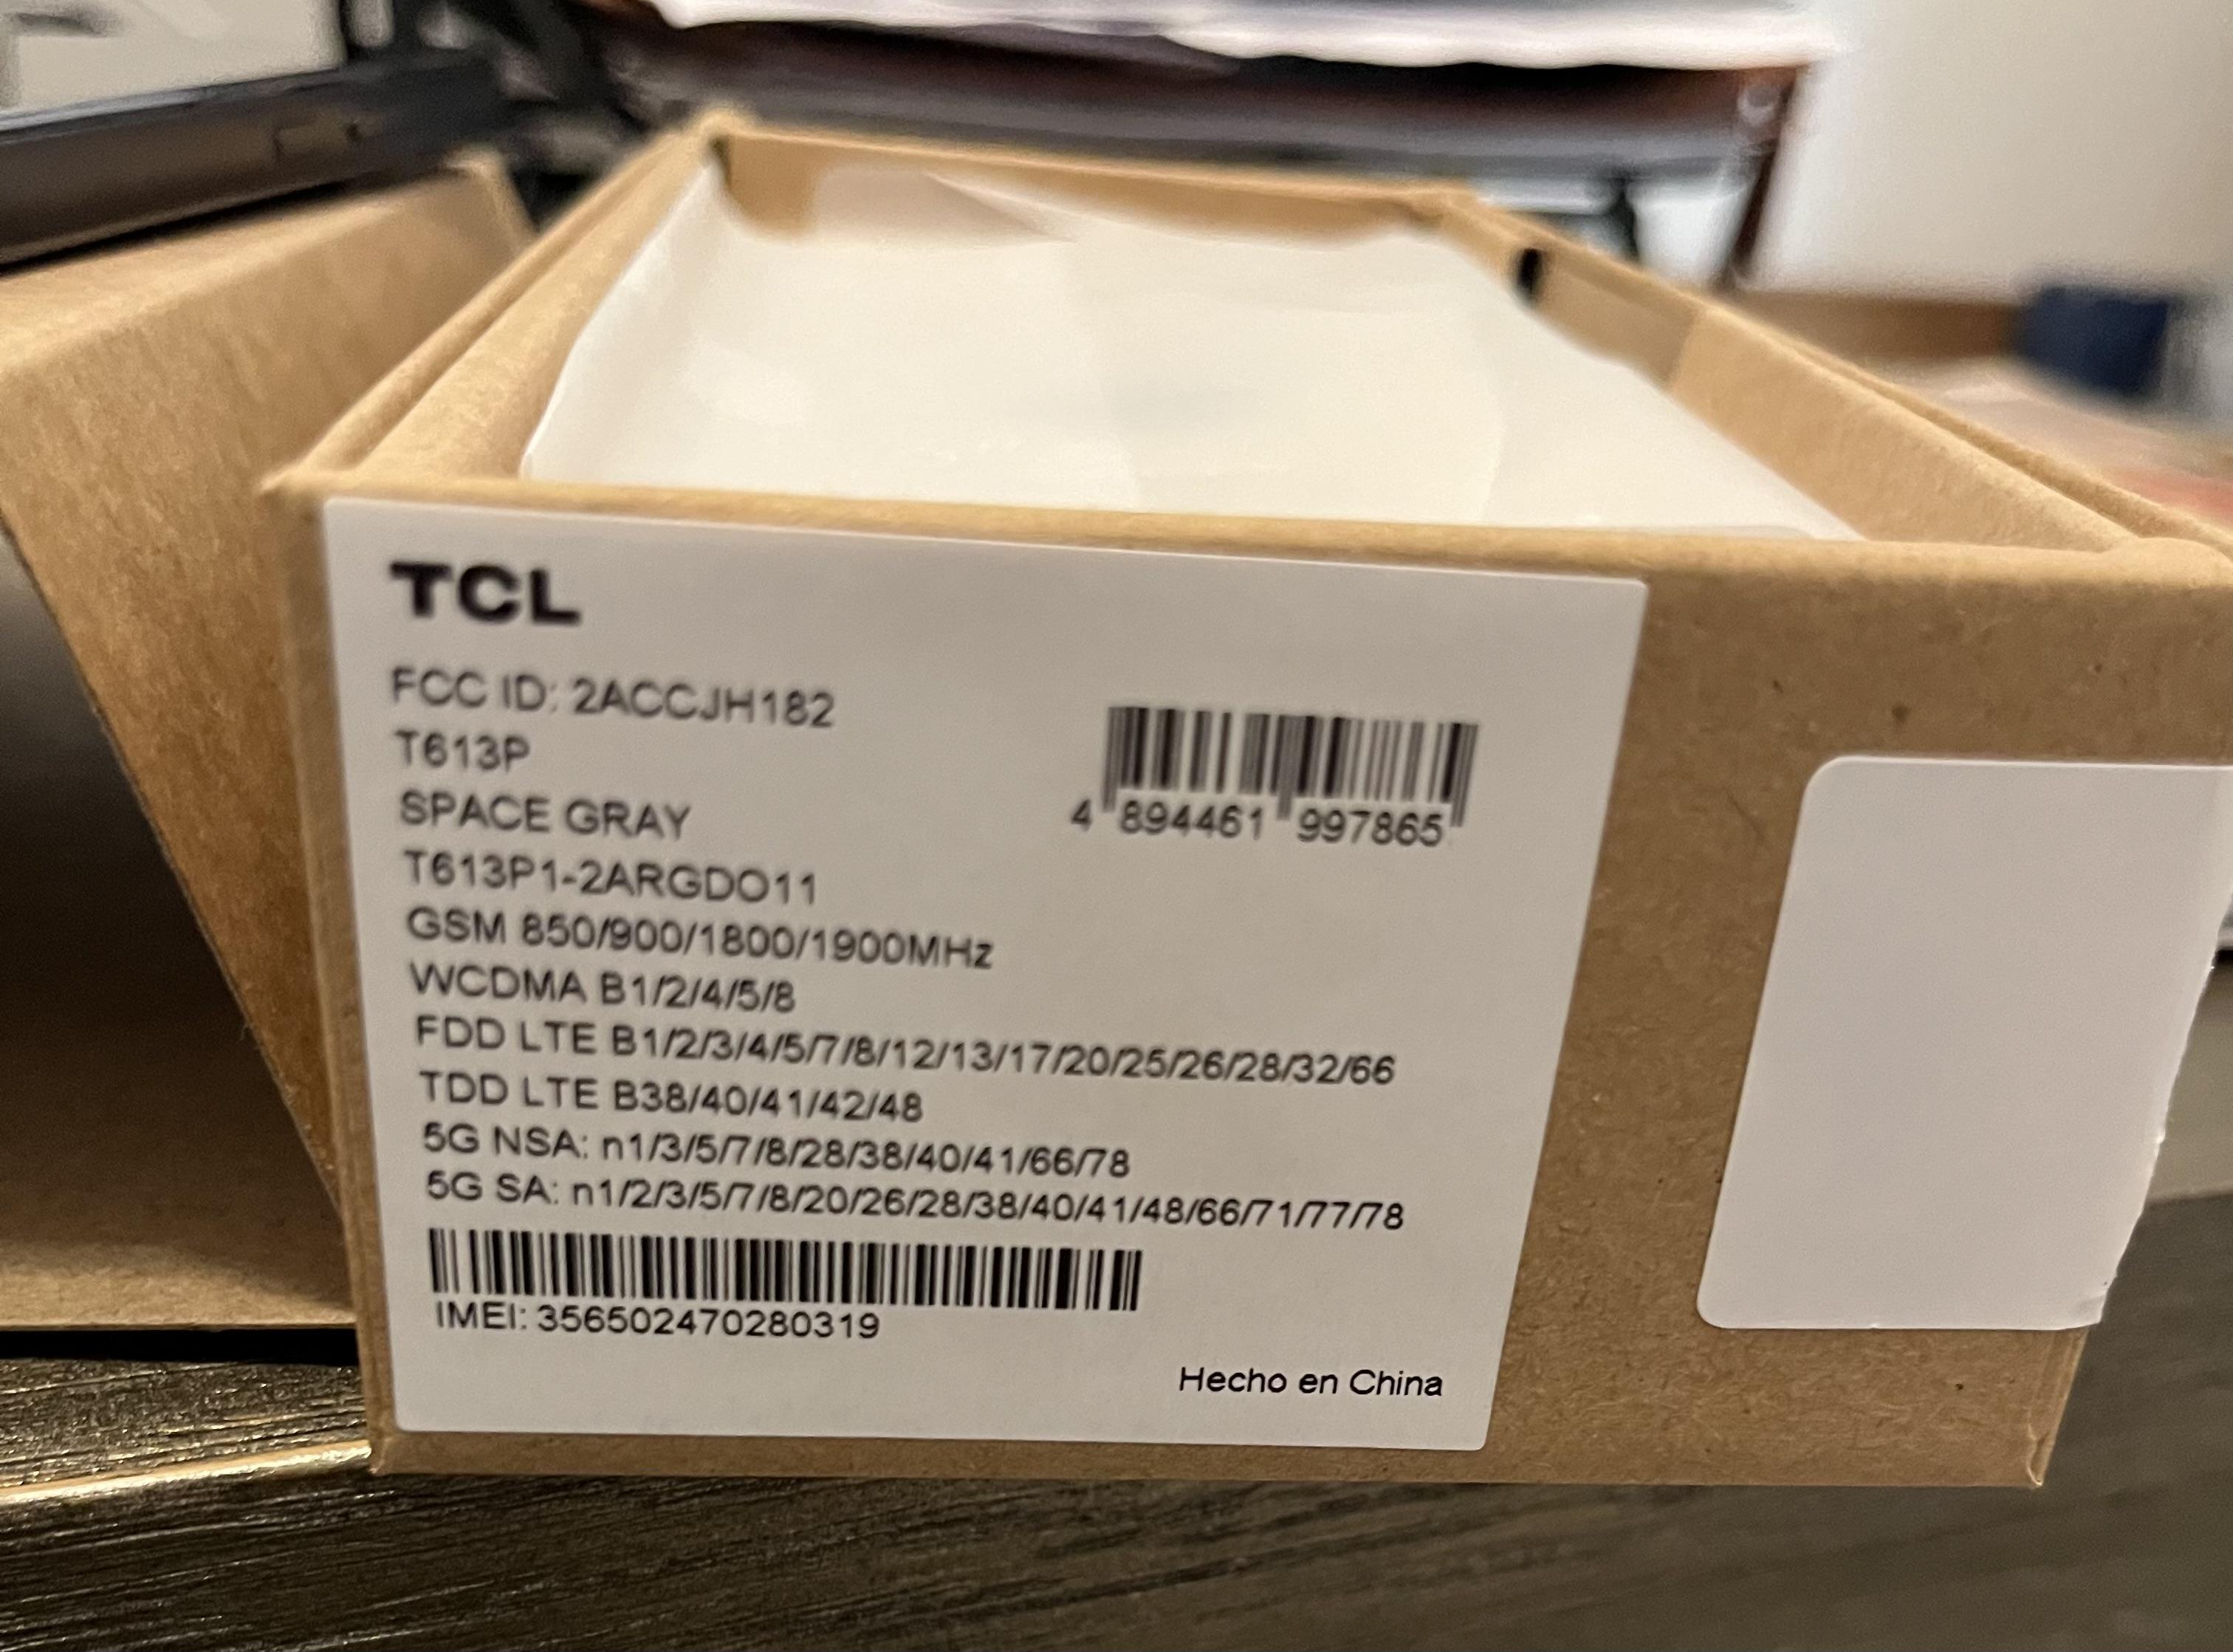 TCL
FCC ID: 2ACCJH182
T613P
SPACE GRAY
4 894461 997865
T613P1-2ARGDO11
GSM 850/900/1800/1900MHz
WCDMA B1/2/4/5/8
FDD LTE B1/2/3/4/5/7/8/12/13/17/20/25/26/28/32/66
TDD LTE B38/40/41/42/48
5G NSA: n1/3/5/7/8/28/38/40/41/66/78
5G SA: n1/2/3/5/7/8/20/26/28/38/40/41/48/66/71/77/78
IMEI: 356502470280319
Hecho en China